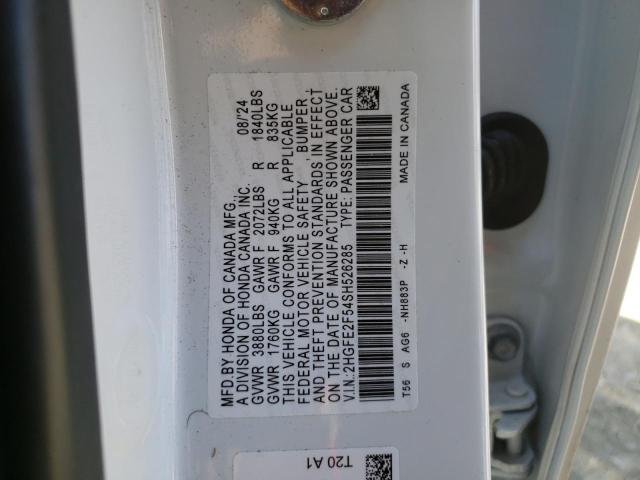 MFD.BY HONDA OF CANADA MFG., 08/24
A DIVISION OF HONDA CANADA INC.
GVWR 3880LBS GAWR F 2072LBS R 1840LBS
GVWR 1760KG GAWR F 940KG R 835KG
THIS VEHICLE CONFORMS TO ALL APPLICABLE
FEDERAL MOTOR VEHICLE SAFETY , BUMPER ,
AND THEFT PREVENTION STANDARDS IN EFFECT
ON THE DATE OF MANUFACTURE SHOWN ABOVE.
V.I.N.:2HGFE2F54SH526285 TYPE: PASSENGER CAR
MADE IN CANADA
T56 S AG6 -NH883P -Z -H
T20 A1